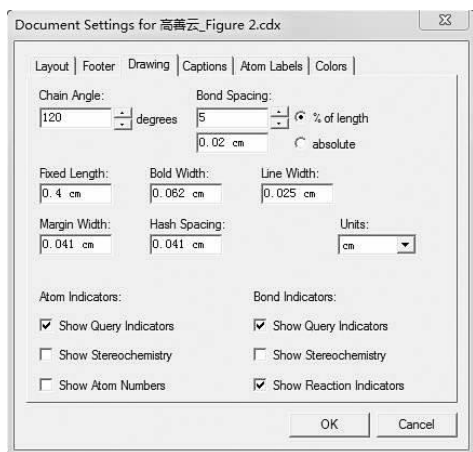 Document Settings for 高善云_Figure 2.cdx
Layout Footer Drawing Captions Atom Labels Colors
Chain Angle: Bond Spacing:
120 degrees 5 % of length
0.02 cm absolute
Fixed Length: Bold Width: Line Width:
0.4 cm 0.062 cm 0.025 cm
Margin Width: Hash Spacing: Units:
0.041 cm 0.041 cm cm
Atom Indicators: Bond Indicators:
Show Query Indicators Show Query Indicators
Show Stereochemistry Show Stereochemistry
Show Atom Numbers Show Reaction Indicators
OK Cancel